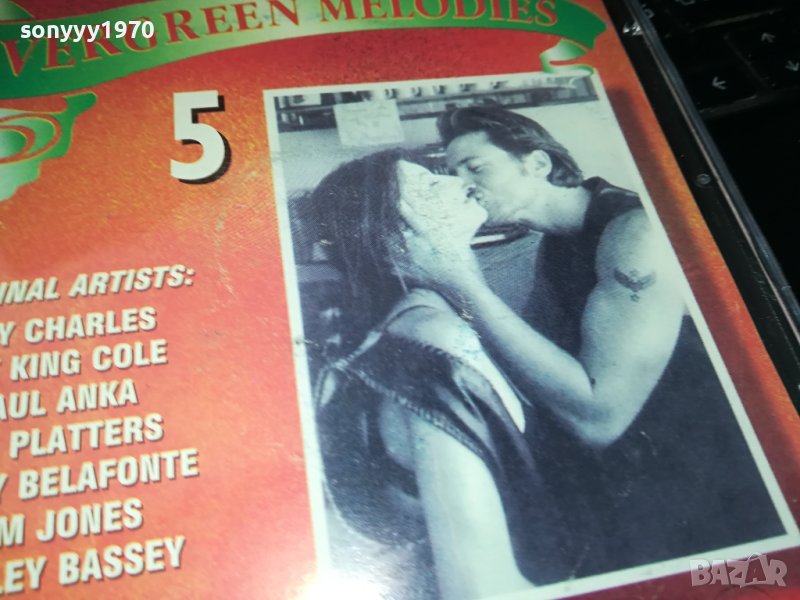 sonyyy1970
VERGREEN MELODIES
5
INAL ARTISTS:
Y CHARLES
KING COLE
AUL ANKA
PLATTERS
Y BELAFONTE
M JONES
LEY BASSEY
BAZAR